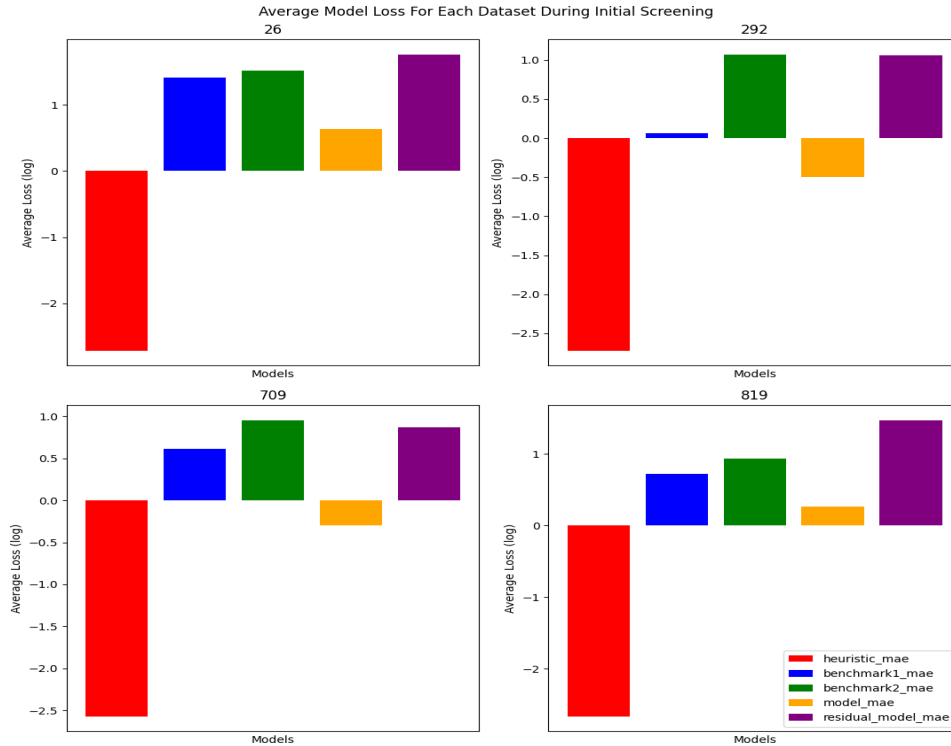 Average Model Loss For Each Dataset During Initial Screening
26
1
0
−1
−2
Average Loss (log)
Models
292
1.0
0.5
0.0
−0.5
−1.0
−1.5
−2.0
−2.5
Average Loss (log)
Models
709
1.0
0.5
0.0
−0.5
−1.0
−1.5
−2.0
−2.5
Average Loss (log)
Models
819
1
0
−1
−2
Average Loss (log)
Models
heuristic_mae
benchmark1_mae
benchmark2_mae
model_mae
residual_model_mae